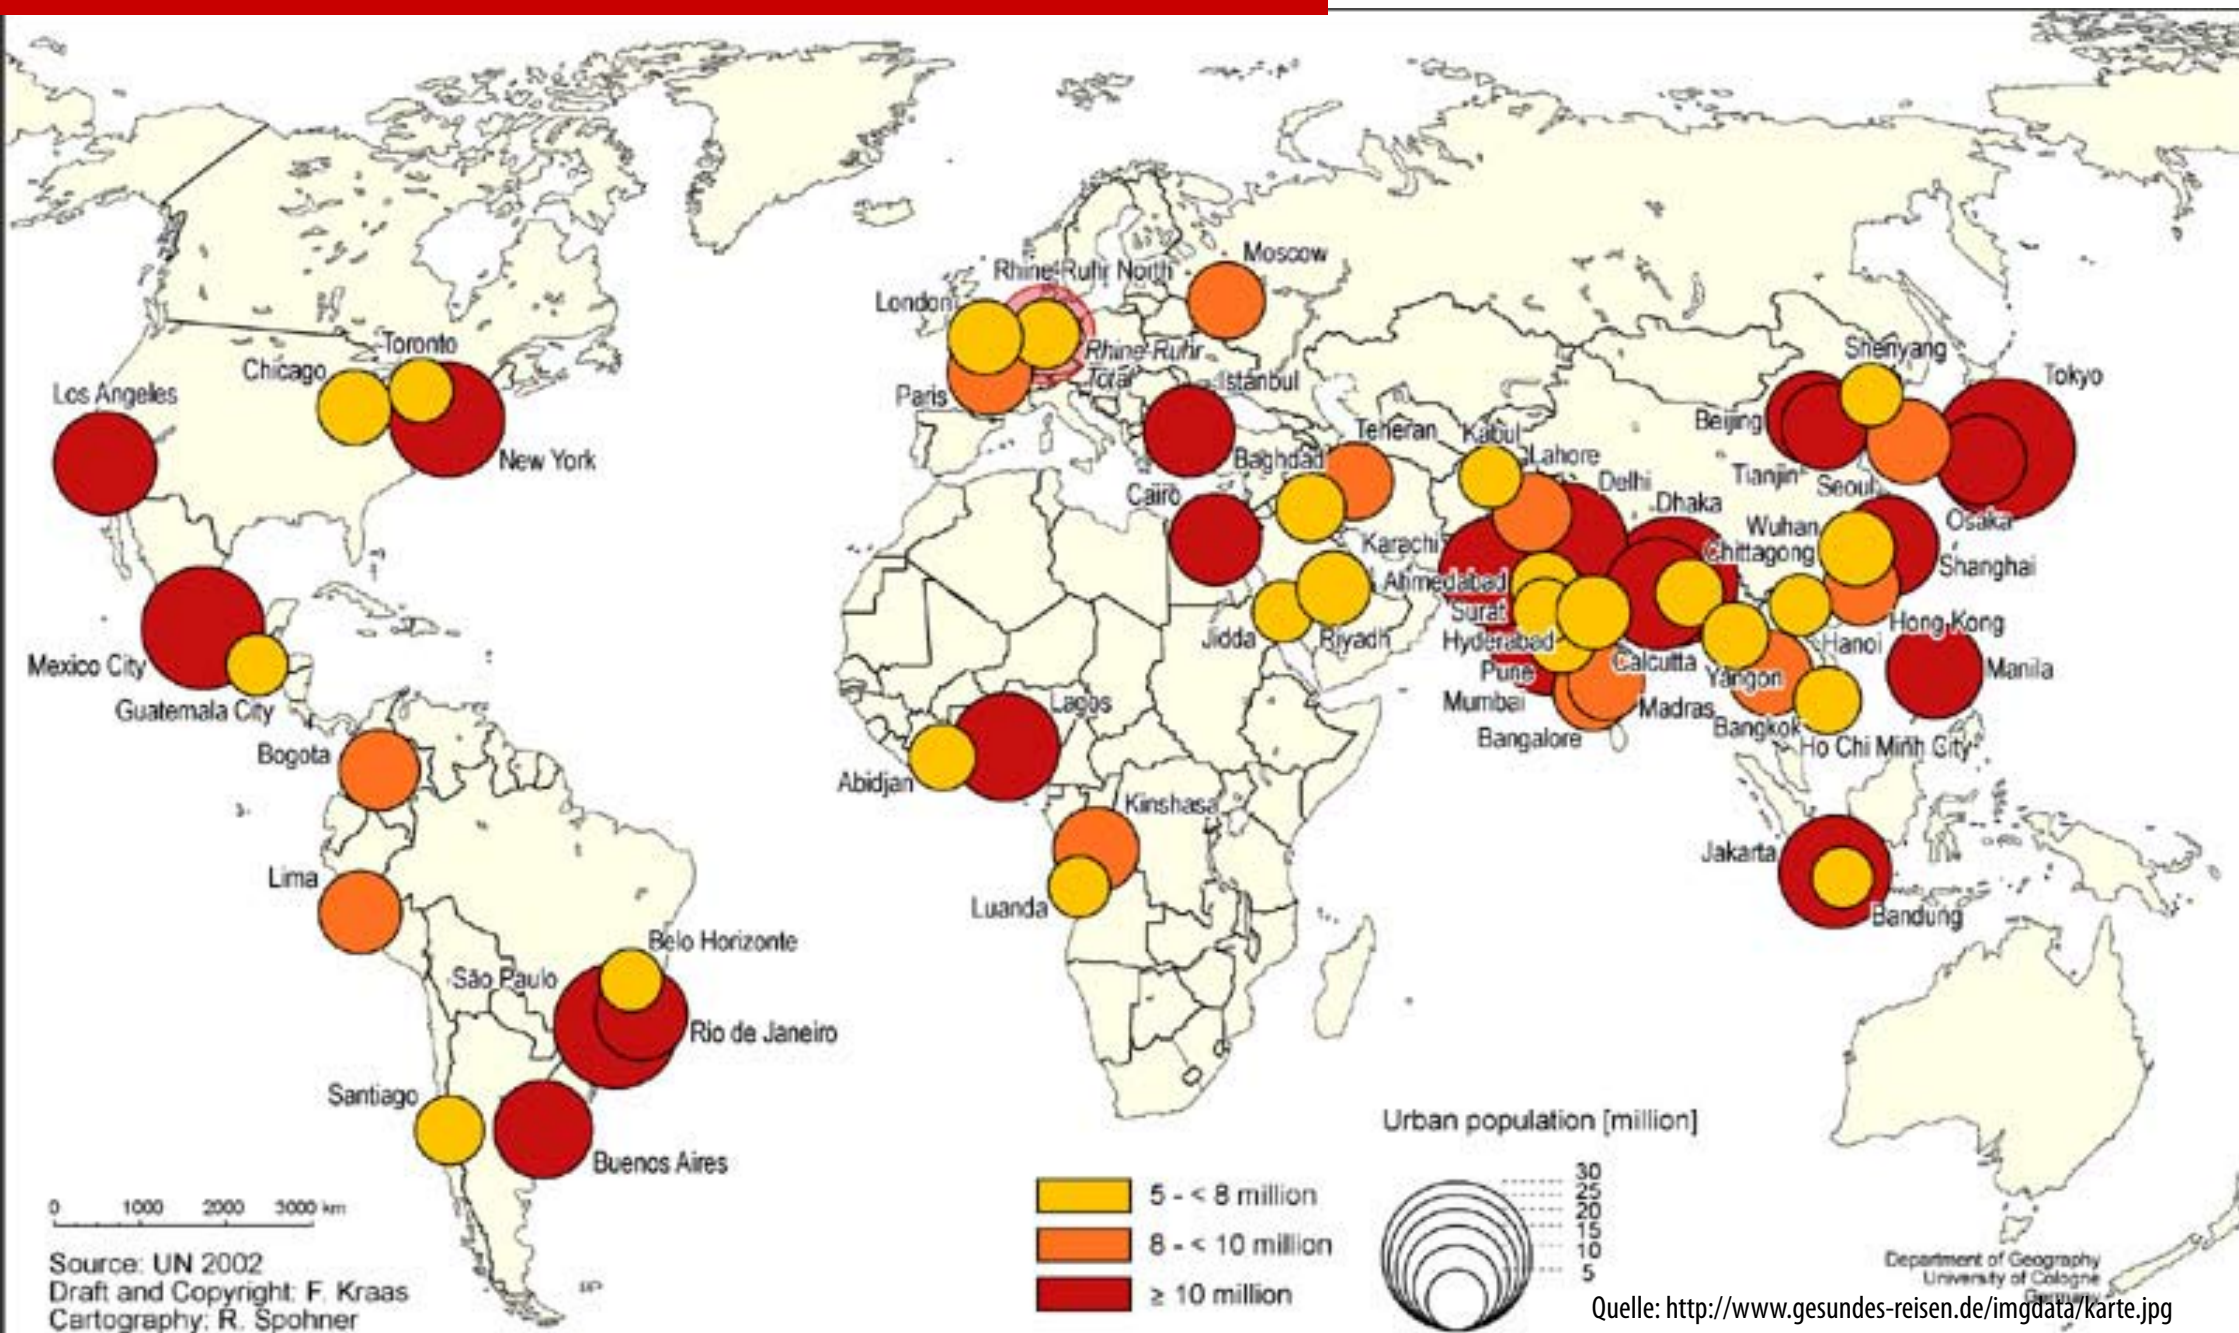 Moscow
Rhine-Ruhr North
London
Rhine-Ruhr
Total
Paris
Istanbul
Toronto
Chicago
Los Angeles
New York
Shenyang
Tokyo
Beijing
Tianjin
Seoul
Osaka
Teheran
Kabul
Lahore
Baghdad
Delhi
Cairo
Dhaka
Wuhan
Karachi
Chittagong
Shanghai
Ahmedabad
Surat
Jidda
Riyadh
Hyderabad
Hong Kong
Hanoi
Mexico City
Pune
Calcutta
Yangon
Manila
Guatemala City
Lagos
Mumbai
Madras
Bangkok
Bangalore
Ho Chi Minh City
Bogota
Abidjan
Kinshasa
Jakarta
Lima
Luanda
Bandung
Belo Horizonte
São Paulo
Rio de Janeiro
Santiago
Buenos Aires
Urban population [million]
30
25
20
15
10
5
5 - < 8 million
8 - < 10 million
≥ 10 million
0 1000 2000 3000 km
Source: UN 2002
Draft and Copyright: F. Kraas
Cartography: R. Spohner
Department of Geography
University of Cologne
Germany
Quelle: http://www.gesundes-reisen.de/imgdata/karte.jpg